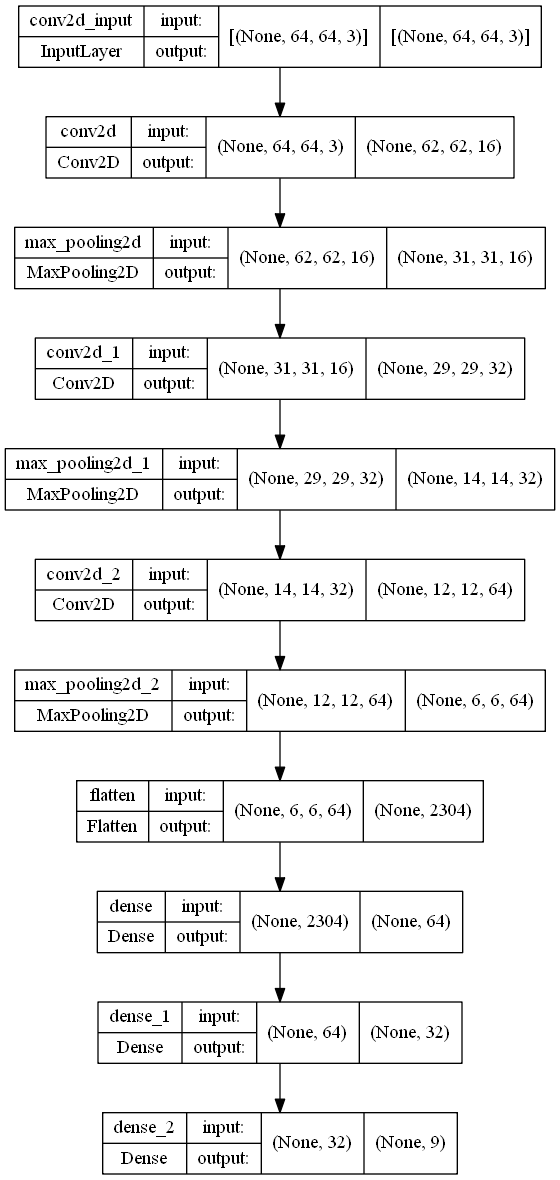 conv2d_input input: [(None, 64, 64, 3)] [(None, 64, 64, 3)]
InputLayer output:
conv2d input: (None, 64, 64, 3) (None, 62, 62, 16)
Conv2D output:
max_pooling2d input: (None, 62, 62, 16) (None, 31, 31, 16)
MaxPooling2D output:
conv2d_1 input: (None, 31, 31, 16) (None, 29, 29, 32)
Conv2D output:
max_pooling2d_1 input: (None, 29, 29, 32) (None, 14, 14, 32)
MaxPooling2D output:
conv2d_2 input: (None, 14, 14, 32) (None, 12, 12, 64)
Conv2D output:
max_pooling2d_2 input: (None, 12, 12, 64) (None, 6, 6, 64)
MaxPooling2D output:
flatten input: (None, 6, 6, 64) (None, 2304)
Flatten output:
dense input: (None, 2304) (None, 64)
Dense output:
dense_1 input: (None, 64) (None, 32)
Dense output:
dense_2 input: (None, 32) (None, 9)
Dense output: